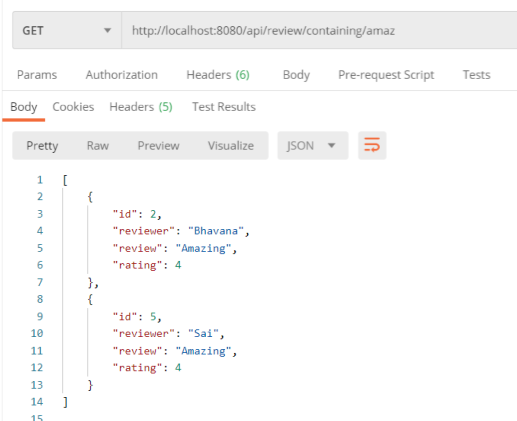 GET http://localhost:8080/api/review/containing/amaz
Params Authorization Headers (6) Body Pre-request Script Tests
Body Cookies Headers (5) Test Results
Pretty Raw Preview Visualize JSON
1 [
2 {
3 "id": 2,
4 "reviewer": "Bhavana",
5 "review": "Amazing",
6 "rating": 4
7 },
8 {
9 "id": 5,
10 "reviewer": "Sai",
11 "review": "Amazing",
12 "rating": 4
13 }
14 ]
15